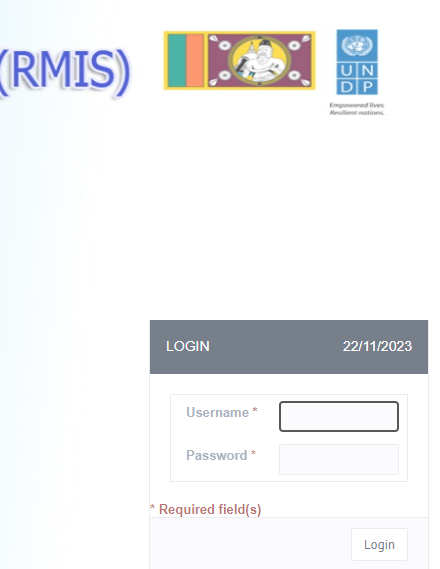 (RMIS)
UN
DP
Empowered lives.
Resilient nations.
LOGIN 22/11/2023
Username *
Password *
* Required field(s)
Login